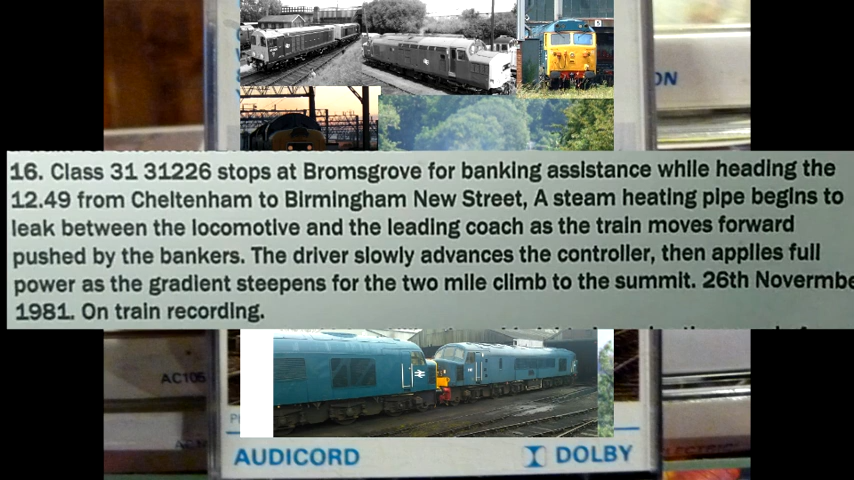 ON
16. Class 31 31226 stops at Bromsgrove for banking assistance while heading the
12.49 from Cheltenham to Birmingham New Street, A steam heating pipe begins to
leak between the locomotive and the leading coach as the train moves forward
pushed by the bankers. The driver slowly advances the controller, then applies full
power as the gradient steepens for the two mile climb to the summit. 26th Novermbe
1981. On train recording.
AC105
AUDICORD
DOLBY